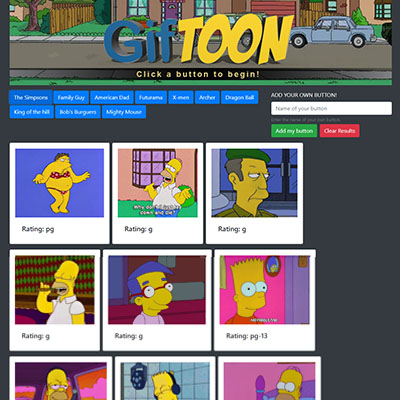 GifTOON
Click a button to begin!
The Simpsons Family Guy American Dad Futurama X-men Archer Dragon Ball
King of the hill Bob's Burguers Mighty Mouse
ADD YOUR OWN BUTTON!
Name of your button
Enter the name of your own button.
Add my button Clear Results
Why don't I just lie
down and die?
Rating: pg Rating: g Rating: g
Rating: g Rating: g Rating: pg-13